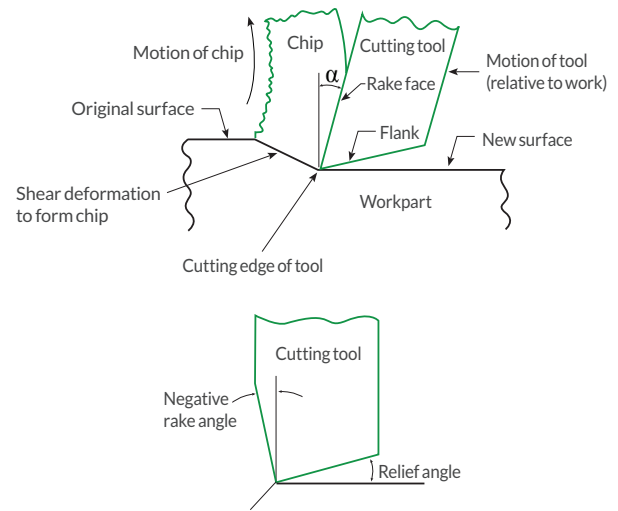 Motion of chip
Chip
Cutting tool
α
Rake face
Motion of tool
(relative to work)
Original surface
Flank
New surface
Shear deformation
to form chip
Workpart
Cutting edge of tool
Cutting tool
Negative
rake angle
Relief angle